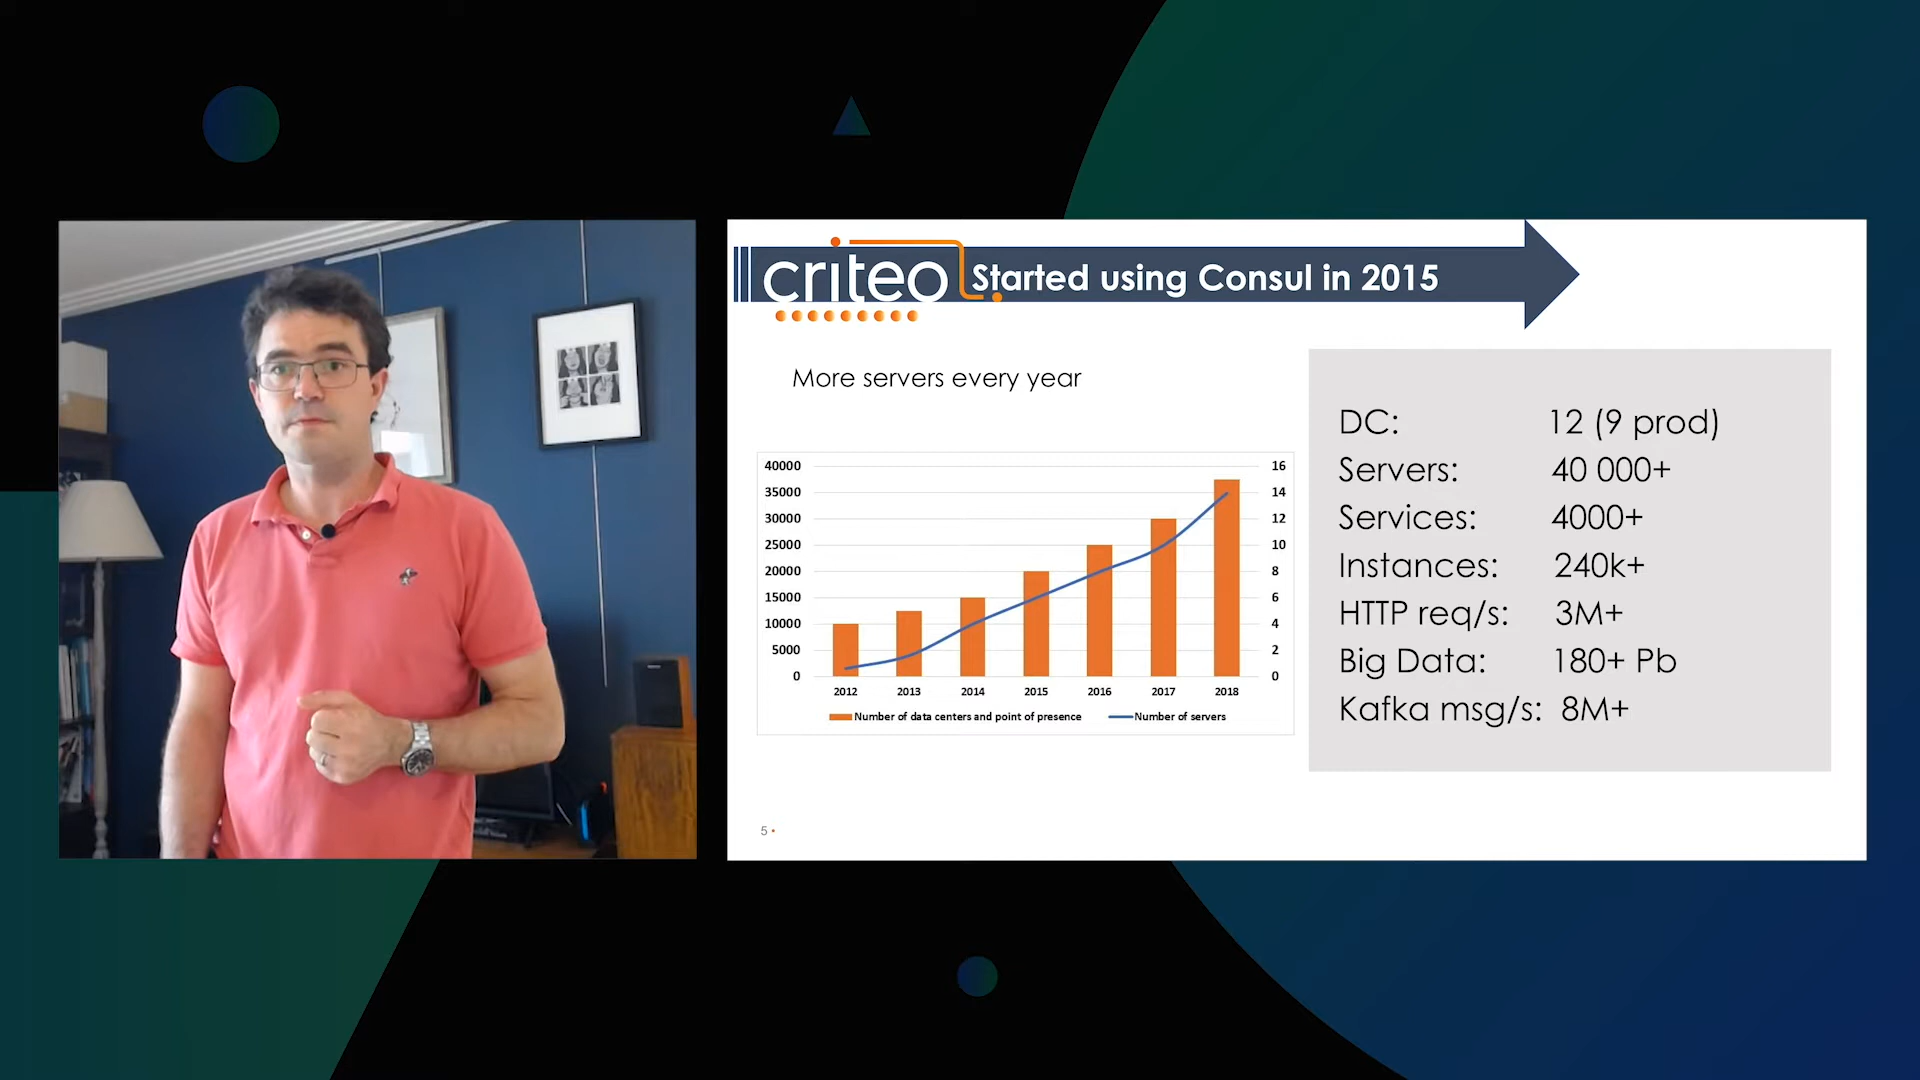 criteo Started using Consul in 2015
More servers every year
40000 16
35000 14
30000 12
25000 10
20000 8
15000 6
10000 4
5000 2
0 0
2012 2013 2014 2015 2016 2017 2018
Number of data centers and point of presence Number of servers
DC: 12 (9 prod)
Servers: 40 000+
Services: 4000+
Instances: 240k+
HTTP req/s: 3M+
Big Data: 180+ Pb
Kafka msg/s: 8M+
5